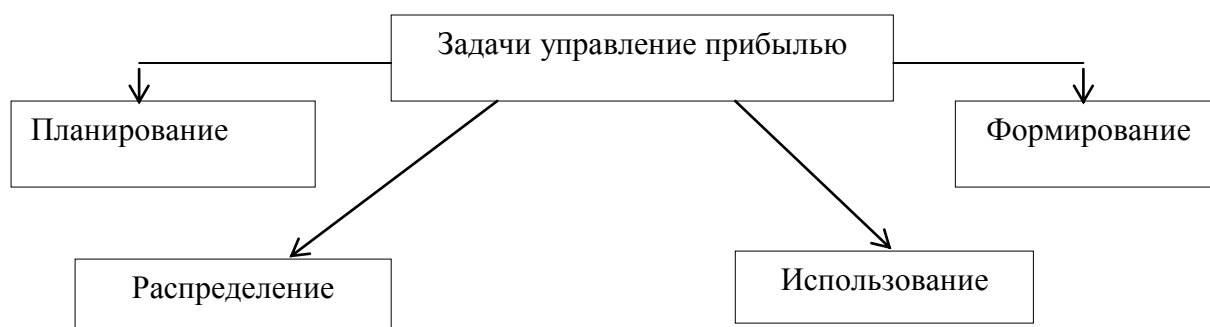 Задачи управление прибылью
Планирование
Формирование
Распределение
Использование